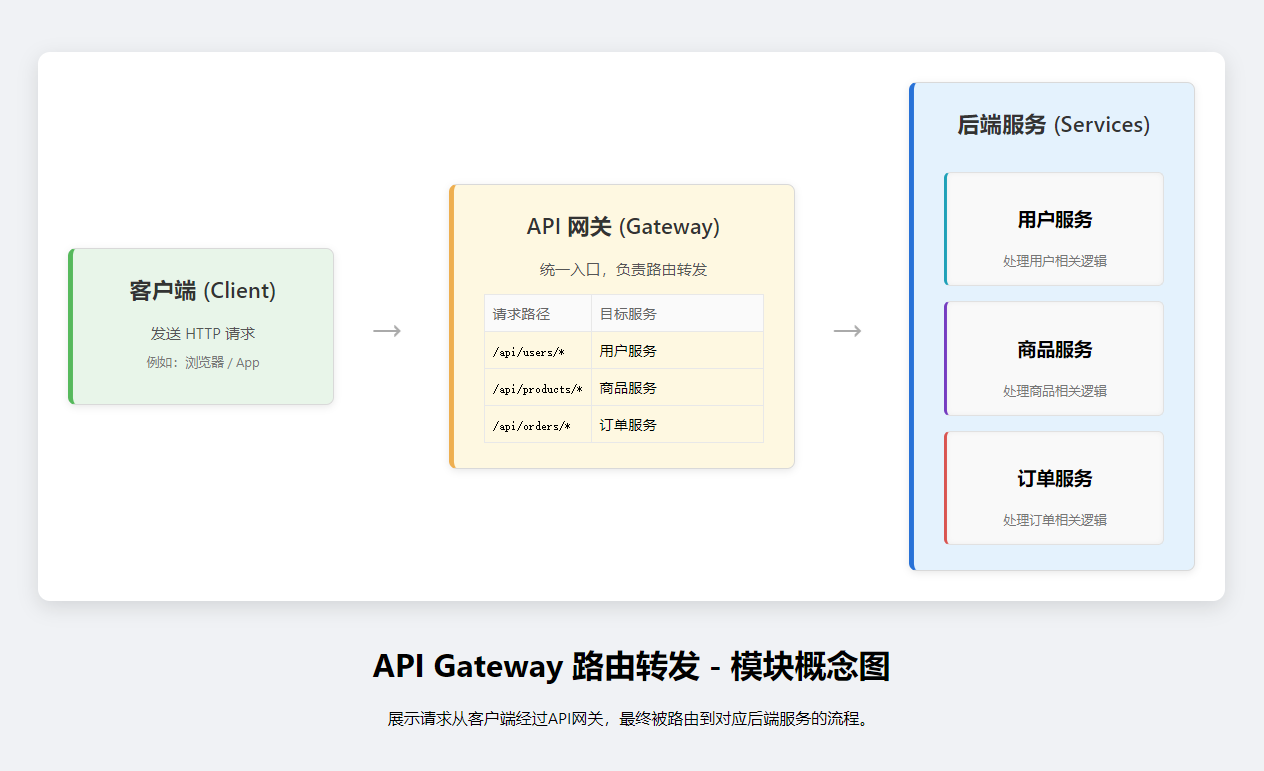 客户端 (Client)
发送 HTTP 请求
例如：浏览器 / App
→
API 网关 (Gateway)
统一入口，负责路由转发
请求路径 目标服务
/api/users/* 用户服务
/api/products/* 商品服务
/api/orders/* 订单服务
→
后端服务 (Services)
用户服务
处理用户相关逻辑
商品服务
处理商品相关逻辑
订单服务
处理订单相关逻辑
API Gateway 路由转发 - 模块概念图
展示请求从客户端经过API网关，最终被路由到对应后端服务的流程。